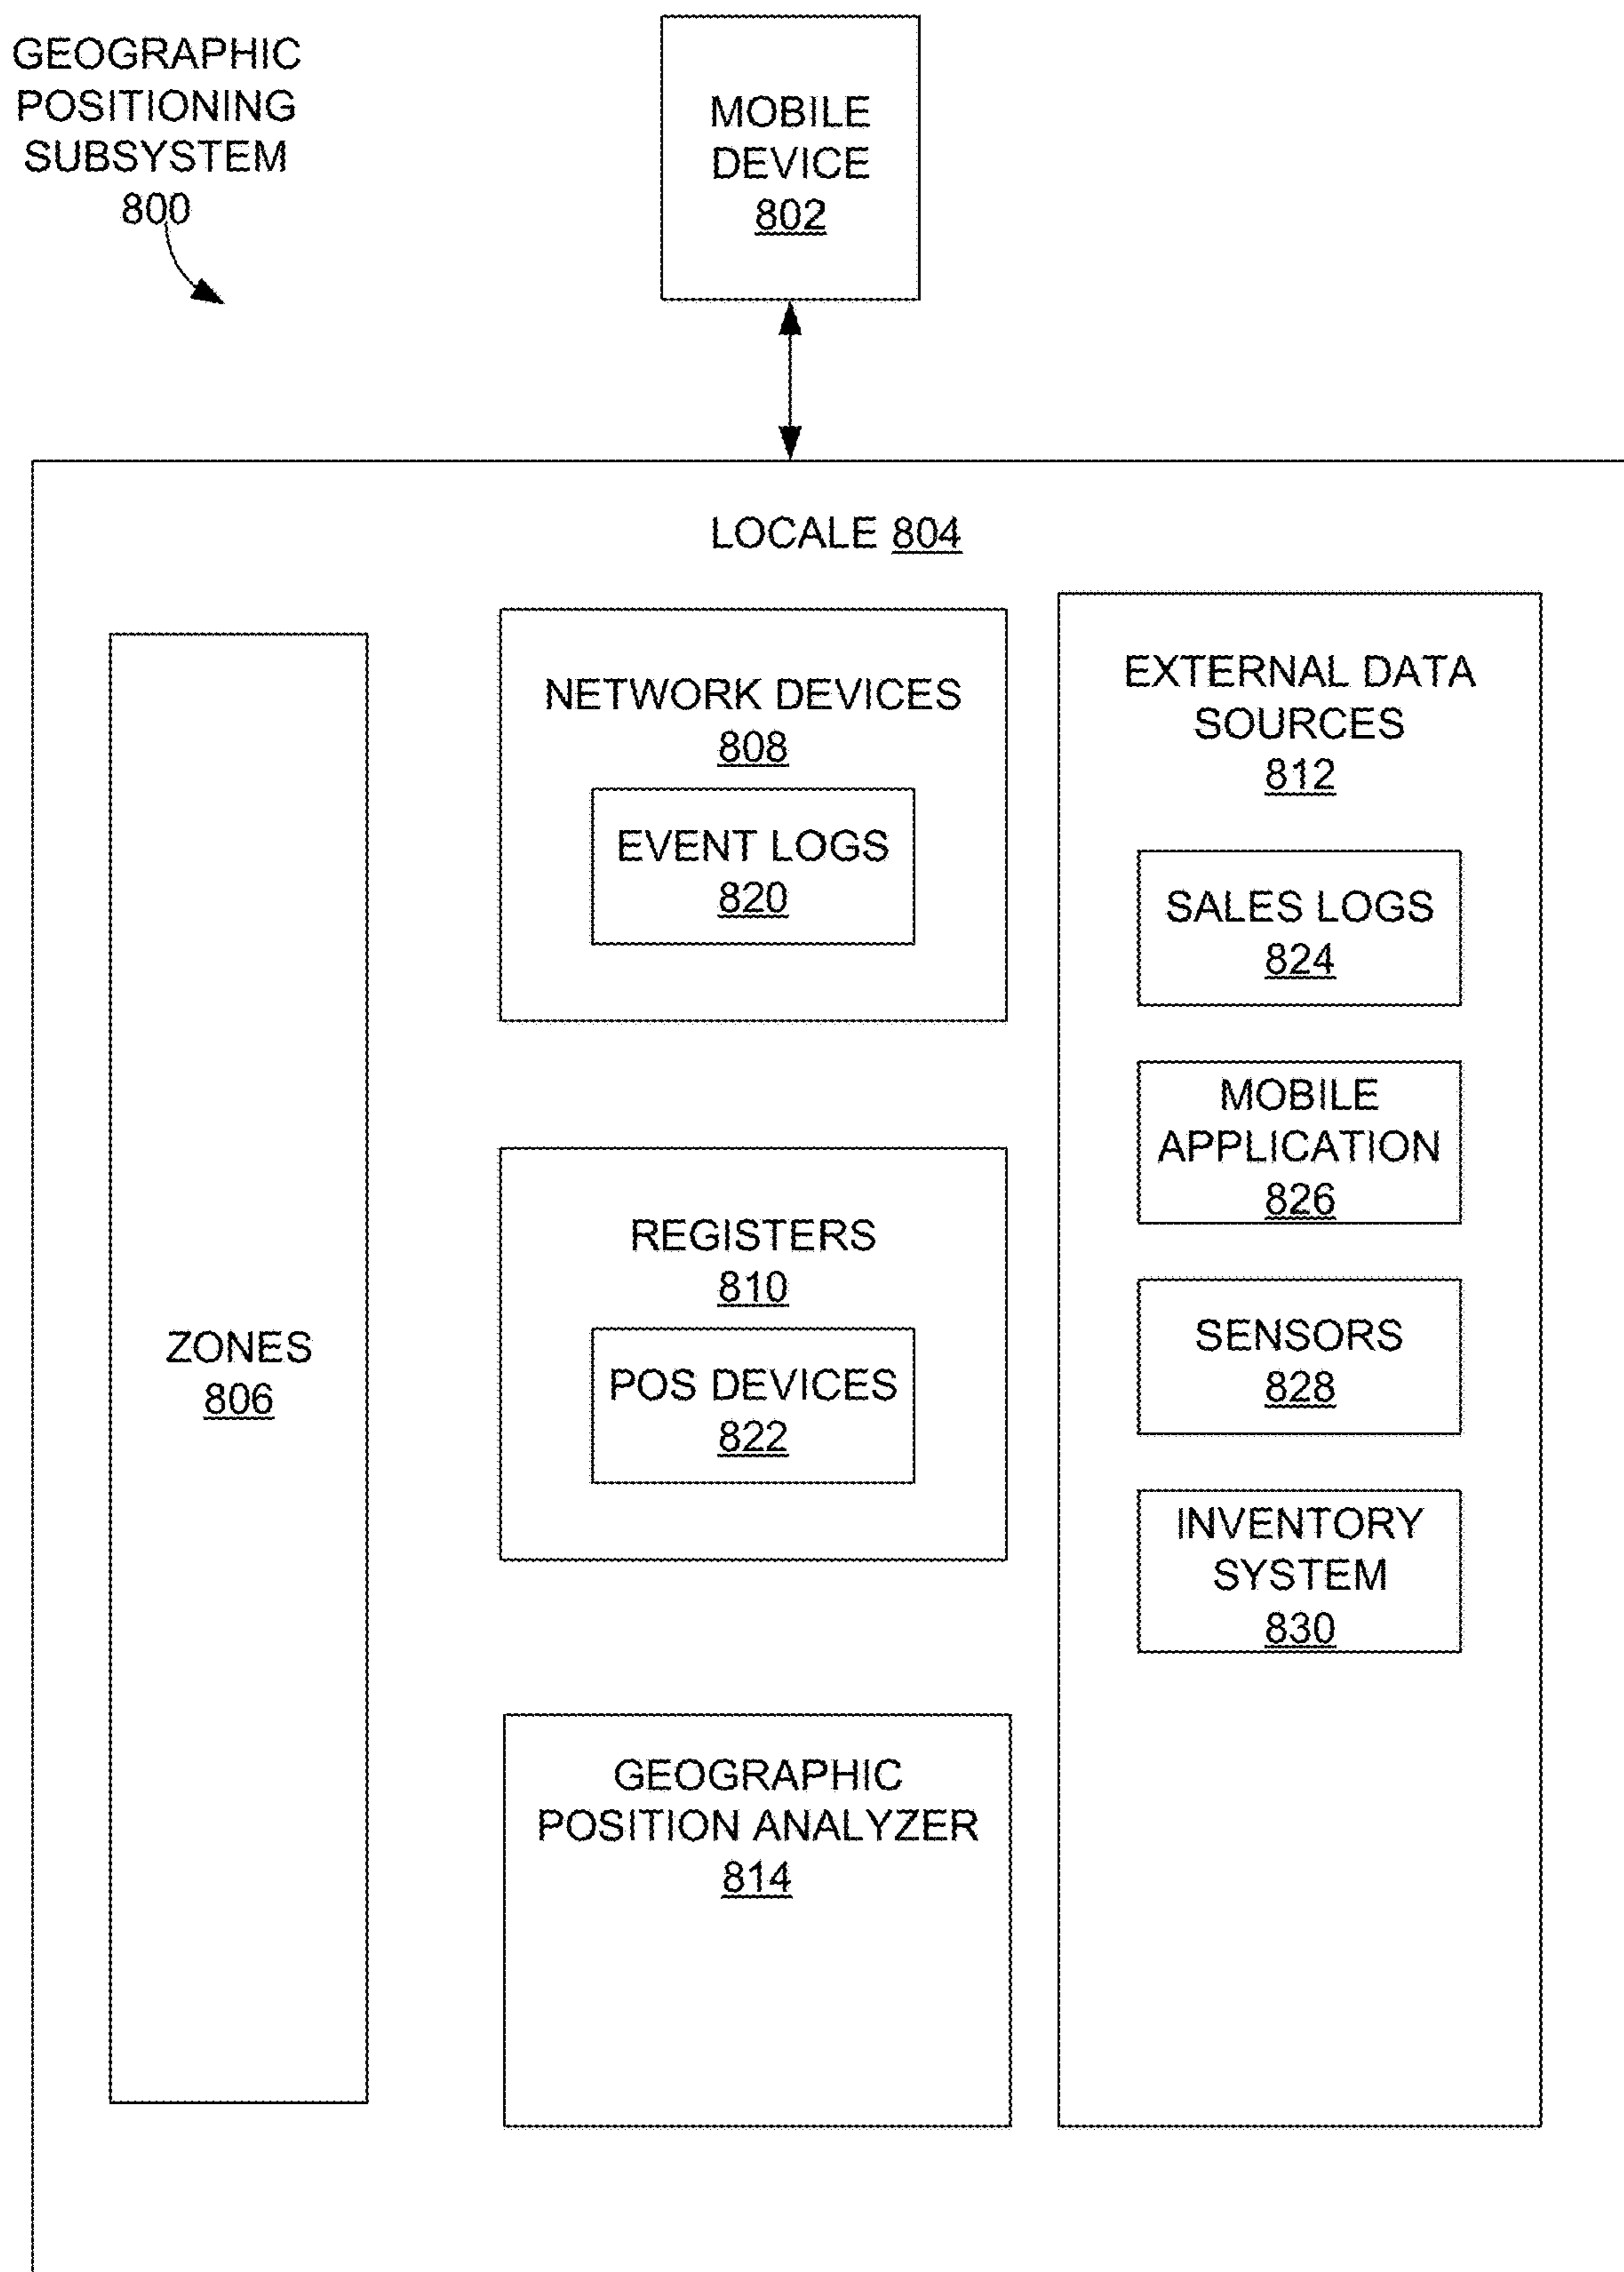 GEOGRAPHIC
POSITIONING
SUBSYSTEM
800
MOBILE
DEVICE
802
LOCALE 804
ZONES
806
NETWORK DEVICES
808
EVENT LOGS
820
REGISTERS
810
POS DEVICES
822
GEOGRAPHIC
POSITION ANALYZER
814
EXTERNAL DATA
SOURCES
812
SALES LOGS
824
MOBILE
APPLICATION
826
SENSORS
828
INVENTORY
SYSTEM
830